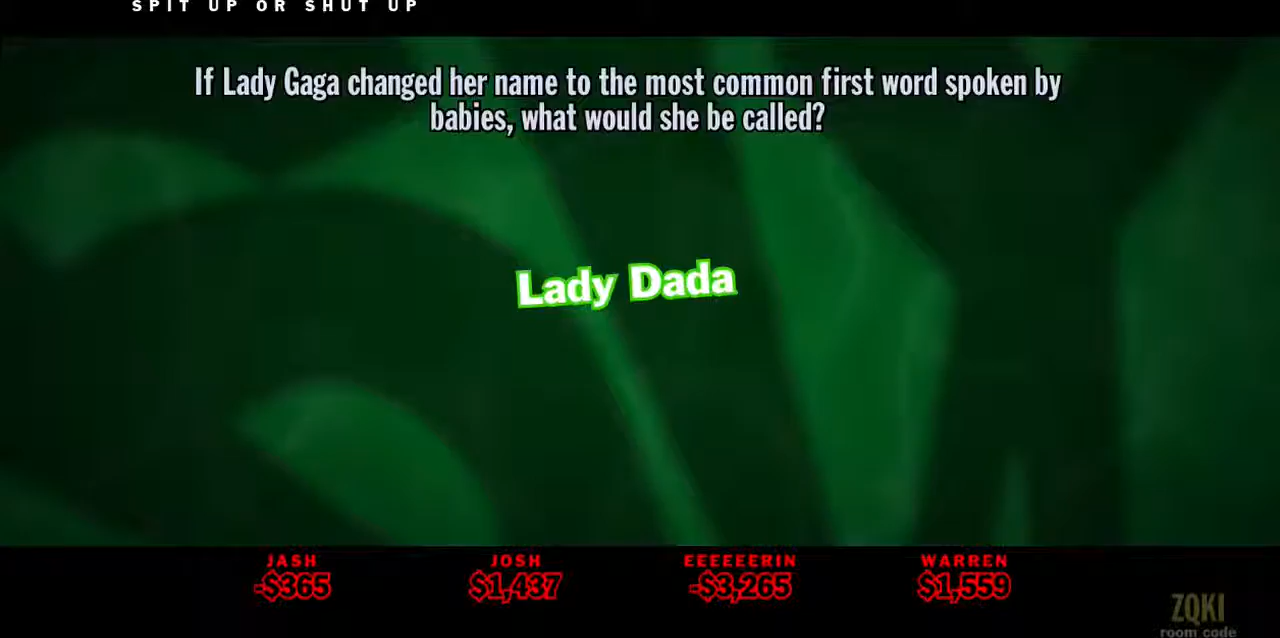 SPIT UP OR SHUT UP
If Lady Gaga changed her name to the most common first word spoken by
babies, what would she be called?
Lady Dada
JASH JOSH EEEEEERIN WARREN
-$365 $1,437 -$3,265 $1,559
ZQKI
room code